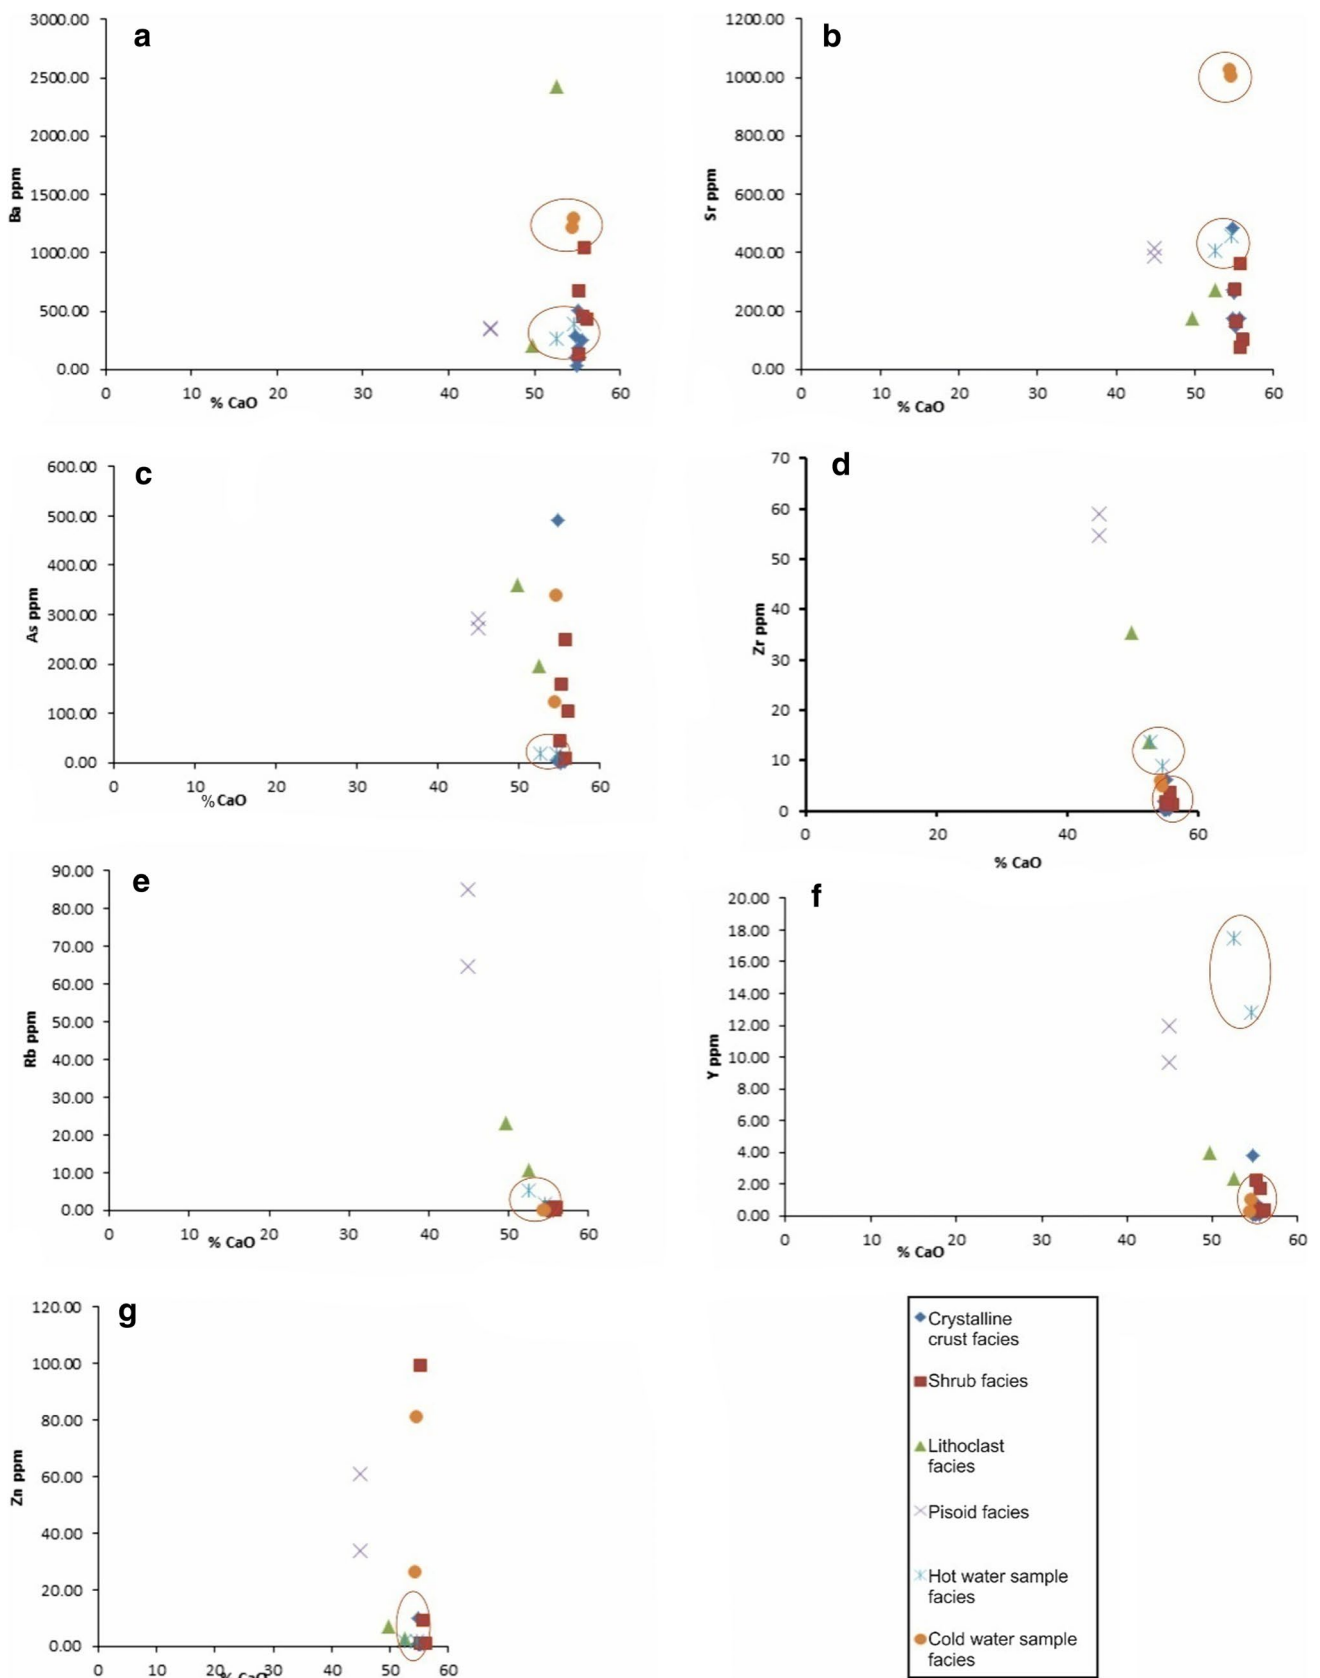 a
3000.00
2500.00
2000.00
1500.00
1000.00
500.00
0.00
Ba ppm
0 10 20 30 40 50 60
% CaO
b
1200.00
1000.00
800.00
600.00
400.00
200.00
0.00
Sr ppm
0 10 20 30 40 50 60
% CaO
c
600.00
500.00
400.00
300.00
200.00
100.00
0.00
As ppm
0 10 20 30 40 50 60
% CaO
d
70
60
50
40
30
20
10
0
Zr ppm
0 20 40 60
% CaO
e
90.00
80.00
70.00
60.00
50.00
40.00
30.00
20.00
10.00
0.00
Rb ppm
0 10 20 30 40 50 60
% CaO
f
20.00
18.00
16.00
14.00
12.00
10.00
8.00
6.00
4.00
2.00
0.00
Y ppm
0 10 20 30 40 50 60
% CaO
g
120.00
100.00
80.00
60.00
40.00
20.00
0.00
Zn ppm
0 10 20 30 40 50 60
% CaO
Crystalline
crust facies
Shrub facies
Lithoclast
facies
Pisoid facies
Hot water sample
facies
Cold water sample
facies